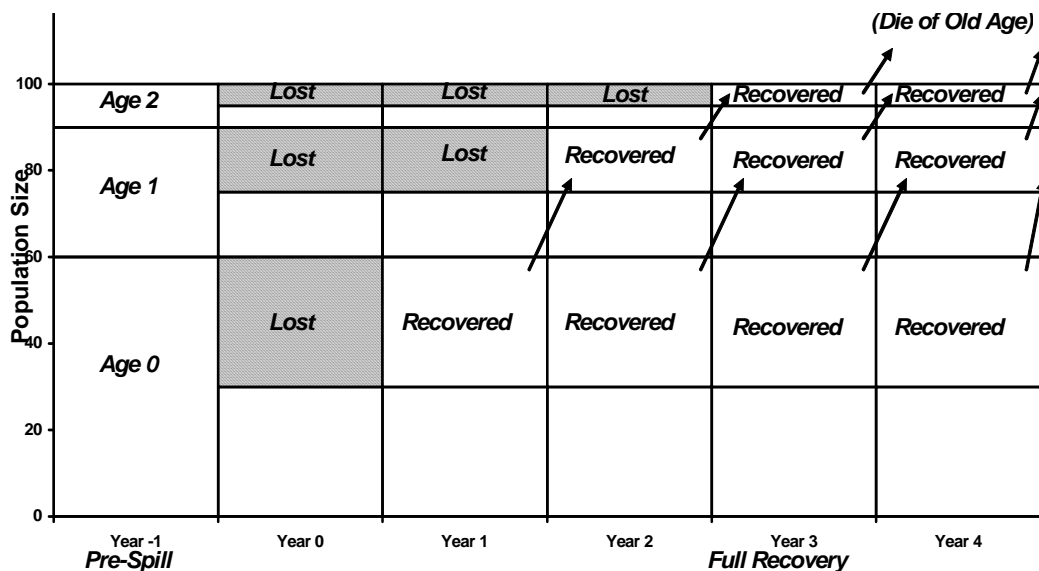 (Die of Old Age)
100
Age 2
Lost
Lost
Lost
Recovered
Recovered
80
Age 1
Lost
Lost
Recovered
Recovered
Recovered
Population Size
60
40
Age 0
Lost
Recovered
Recovered
Recovered
Recovered
20
0
Year -1
Year 0
Year 1
Year 2
Year 3
Year 4
Pre-Spill
Full Recovery